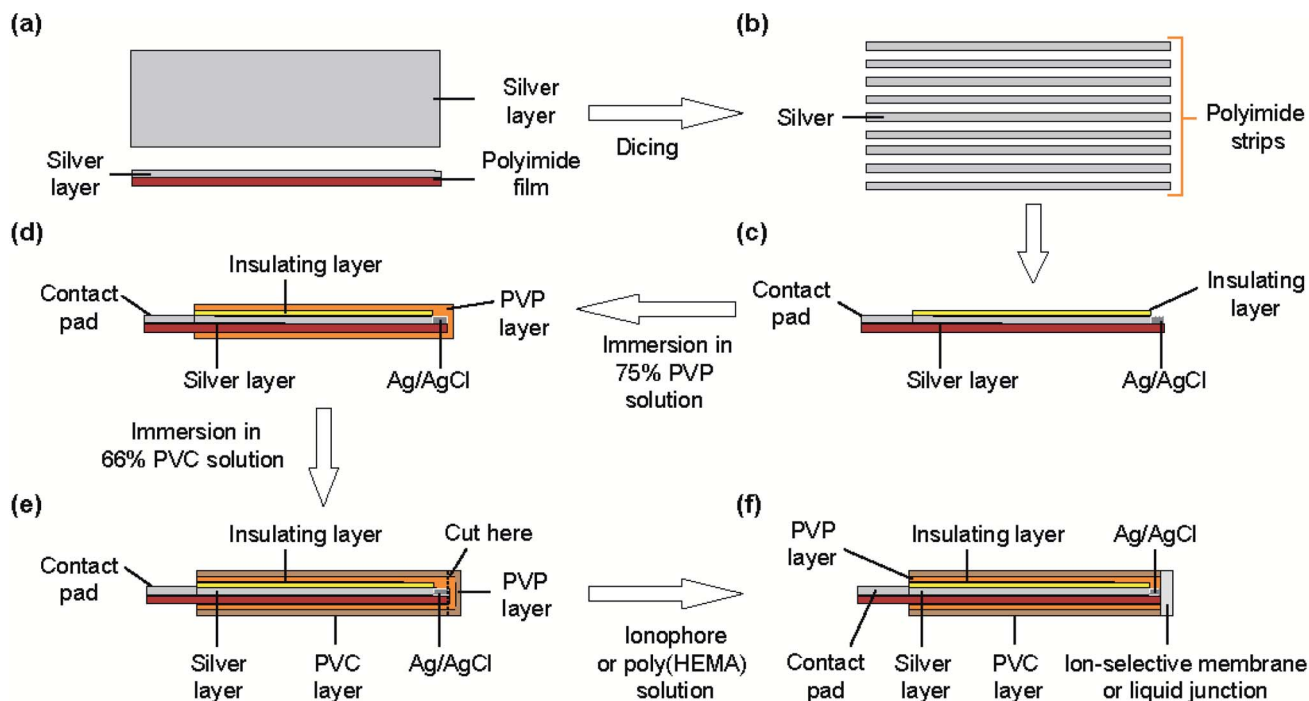 (a)
Silver
layer
Silver
layer
Polyimide
film
Dicing
(b)
Silver
Polyimide
strips
(c)
Contact
pad
Insulating
layer
Silver layer
Ag/AgCl
Immersion in
75% PVP
solution
(d)
Insulating layer
Contact
pad
PVP
layer
Silver layer
Ag/AgCl
Immersion in
66% PVC solution
(e)
Insulating layer
Cut here
Contact
pad
PVP
layer
Silver
layer
PVC
layer
Ag/AgCl
Ionophore
or poly(HEMA)
solution
(f)
PVP
layer
Insulating layer
Ag/AgCl
Contact
pad
Silver
layer
PVC
layer
Ion-selective membrane
or liquid junction